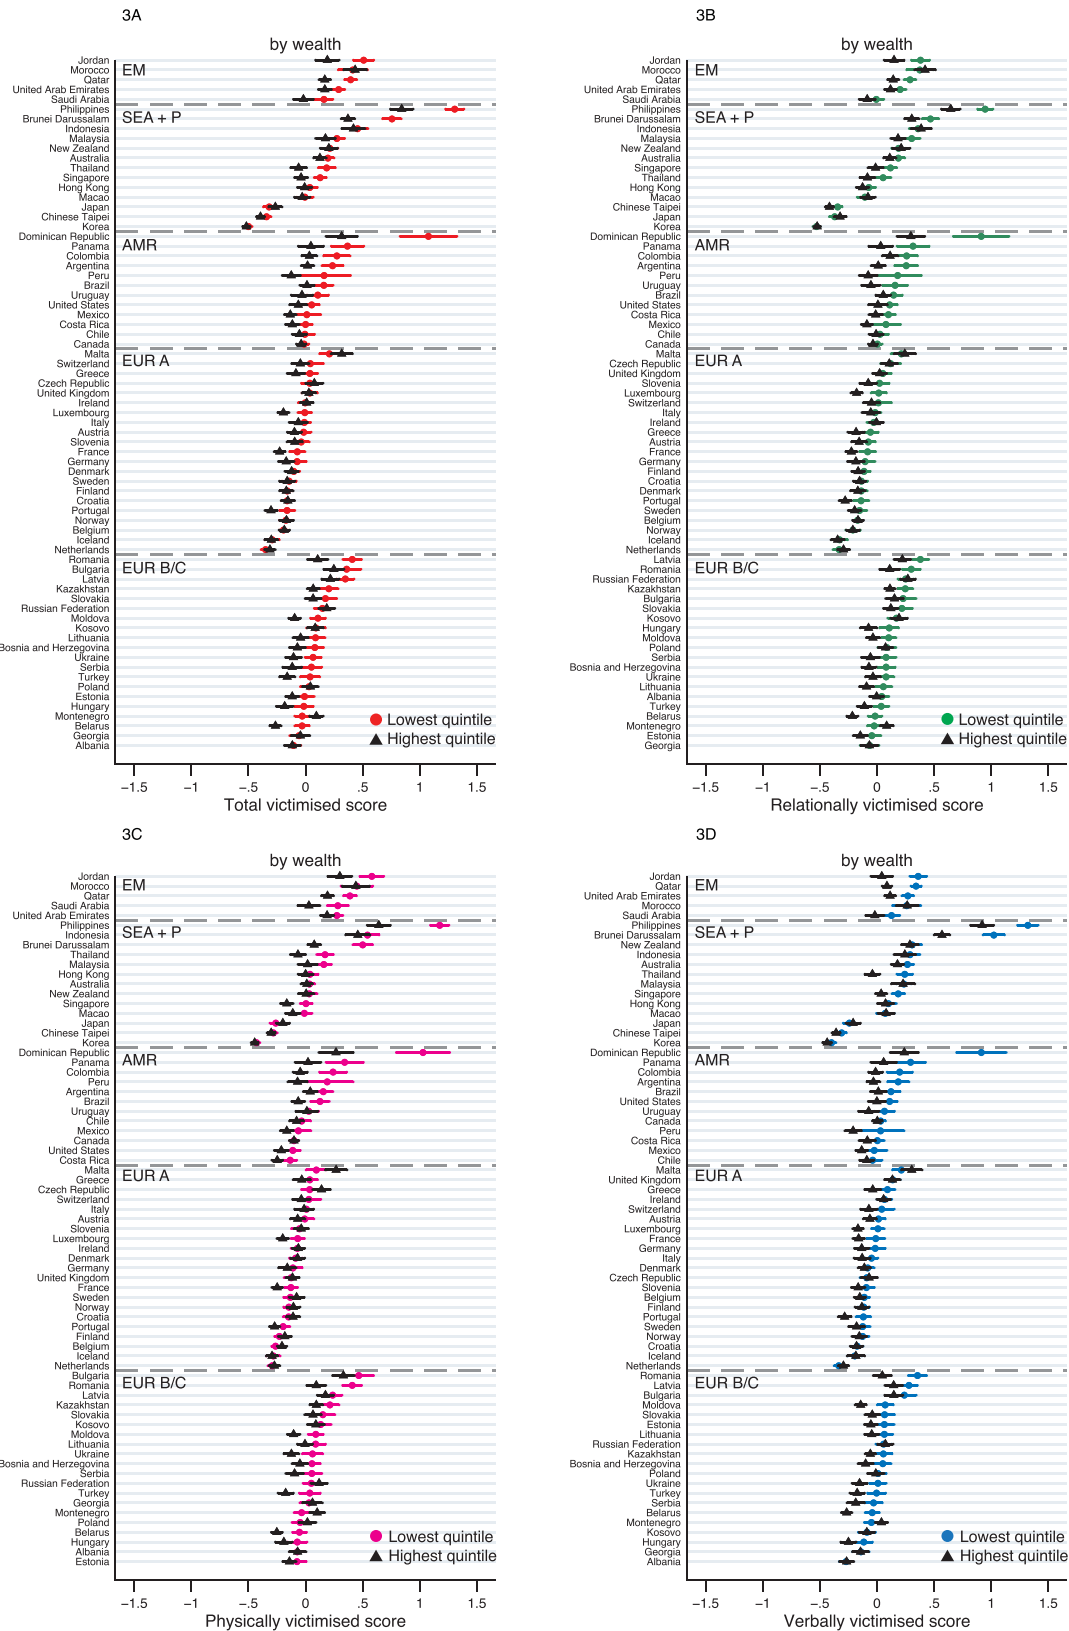 3A
by wealth
Jordan
EM
Morocco
Qatar
United Arab Emirates
Saudi Arabia
Philippines
SEA + P
Brunei Darussalam
Indonesia
Malaysia
New Zealand
Australia
Thailand
Singapore
Hong Kong
Macao
Japan
Chinese Taipei
Korea
Dominican Republic
AMR
Panama
Colombia
Argentina
Peru
Brazil
Uruguay
United States
Mexico
Costa Rica
Chile
Canada
Malta
EUR A
Switzerland
Greece
Czech Republic
United Kingdom
Ireland
Luxembourg
Italy
Austria
Slovenia
France
Germany
Denmark
Sweden
Finland
Croatia
Portugal
Norway
Belgium
Iceland
Netherlands
Romania
EUR B/C
Bulgaria
Latvia
Kazakhstan
Slovakia
Russian Federation
Moldova
Kosovo
Lithuania
Bosnia and Herzegovina
Ukraine
Serbia
Turkey
Poland
Estonia
Hungary
Montenegro
Belarus
Georgia
Albania
Lowest quintile
Highest quintile
−1.5 −1 −.5 0 .5 1 1.5
Total victimised score
3B
by wealth
Jordan
EM
Morocco
Qatar
United Arab Emirates
Saudi Arabia
Philippines
SEA + P
Brunei Darussalam
Indonesia
Malaysia
New Zealand
Australia
Singapore
Thailand
Hong Kong
Macao
Chinese Taipei
Japan
Korea
Dominican Republic
AMR
Panama
Colombia
Argentina
Peru
Uruguay
Brazil
United States
Costa Rica
Mexico
Chile
Canada
Malta
EUR A
Czech Republic
United Kingdom
Slovenia
Luxembourg
Switzerland
Italy
Ireland
Greece
Austria
France
Germany
Finland
Croatia
Denmark
Portugal
Sweden
Belgium
Norway
Iceland
Netherlands
Latvia
EUR B/C
Romania
Russian Federation
Kazakhstan
Bulgaria
Slovakia
Kosovo
Hungary
Moldova
Poland
Serbia
Bosnia and Herzegovina
Ukraine
Lithuania
Albania
Turkey
Belarus
Montenegro
Estonia
Georgia
Lowest quintile
Highest quintile
−1.5 −1 −.5 0 .5 1 1.5
Relationally victimised score
3C
by wealth
Jordan
EM
Morocco
Qatar
Saudi Arabia
United Arab Emirates
Philippines
SEA + P
Indonesia
Brunei Darussalam
Thailand
Malaysia
Hong Kong
Australia
New Zealand
Singapore
Macao
Japan
Chinese Taipei
Korea
Dominican Republic
AMR
Panama
Colombia
Peru
Argentina
Brazil
Uruguay
Chile
Mexico
Canada
United States
Costa Rica
Malta
EUR A
Greece
Czech Republic
Switzerland
Italy
Austria
Slovenia
Luxembourg
Ireland
Denmark
Germany
United Kingdom
France
Sweden
Norway
Croatia
Portugal
Finland
Belgium
Iceland
Netherlands
Bulgaria
EUR B/C
Romania
Latvia
Kazakhstan
Slovakia
Kosovo
Moldova
Lithuania
Ukraine
Bosnia and Herzegovina
Serbia
Russian Federation
Turkey
Georgia
Montenegro
Poland
Belarus
Hungary
Albania
Estonia
Lowest quintile
Highest quintile
−1.5 −1 −.5 0 .5 1 1.5
Physically victimised score
3D
by wealth
Jordan
EM
Qatar
United Arab Emirates
Morocco
Saudi Arabia
Philippines
SEA + P
Brunei Darussalam
New Zealand
Indonesia
Australia
Thailand
Malaysia
Singapore
Hong Kong
Macao
Japan
Chinese Taipei
Korea
Dominican Republic
AMR
Panama
Colombia
Argentina
Brazil
United States
Uruguay
Canada
Peru
Costa Rica
Mexico
Chile
Malta
EUR A
United Kingdom
Greece
Ireland
Switzerland
Austria
Luxembourg
France
Germany
Italy
Denmark
Czech Republic
Slovenia
Belgium
Finland
Portugal
Sweden
Norway
Croatia
Iceland
Netherlands
Romania
EUR B/C
Latvia
Bulgaria
Moldova
Slovakia
Estonia
Lithuania
Russian Federation
Kazakhstan
Bosnia and Herzegovina
Poland
Ukraine
Turkey
Serbia
Belarus
Montenegro
Kosovo
Hungary
Georgia
Albania
Lowest quintile
Highest quintile
−1.5 −1 −.5 0 .5 1 1.5
Verbally victimised score